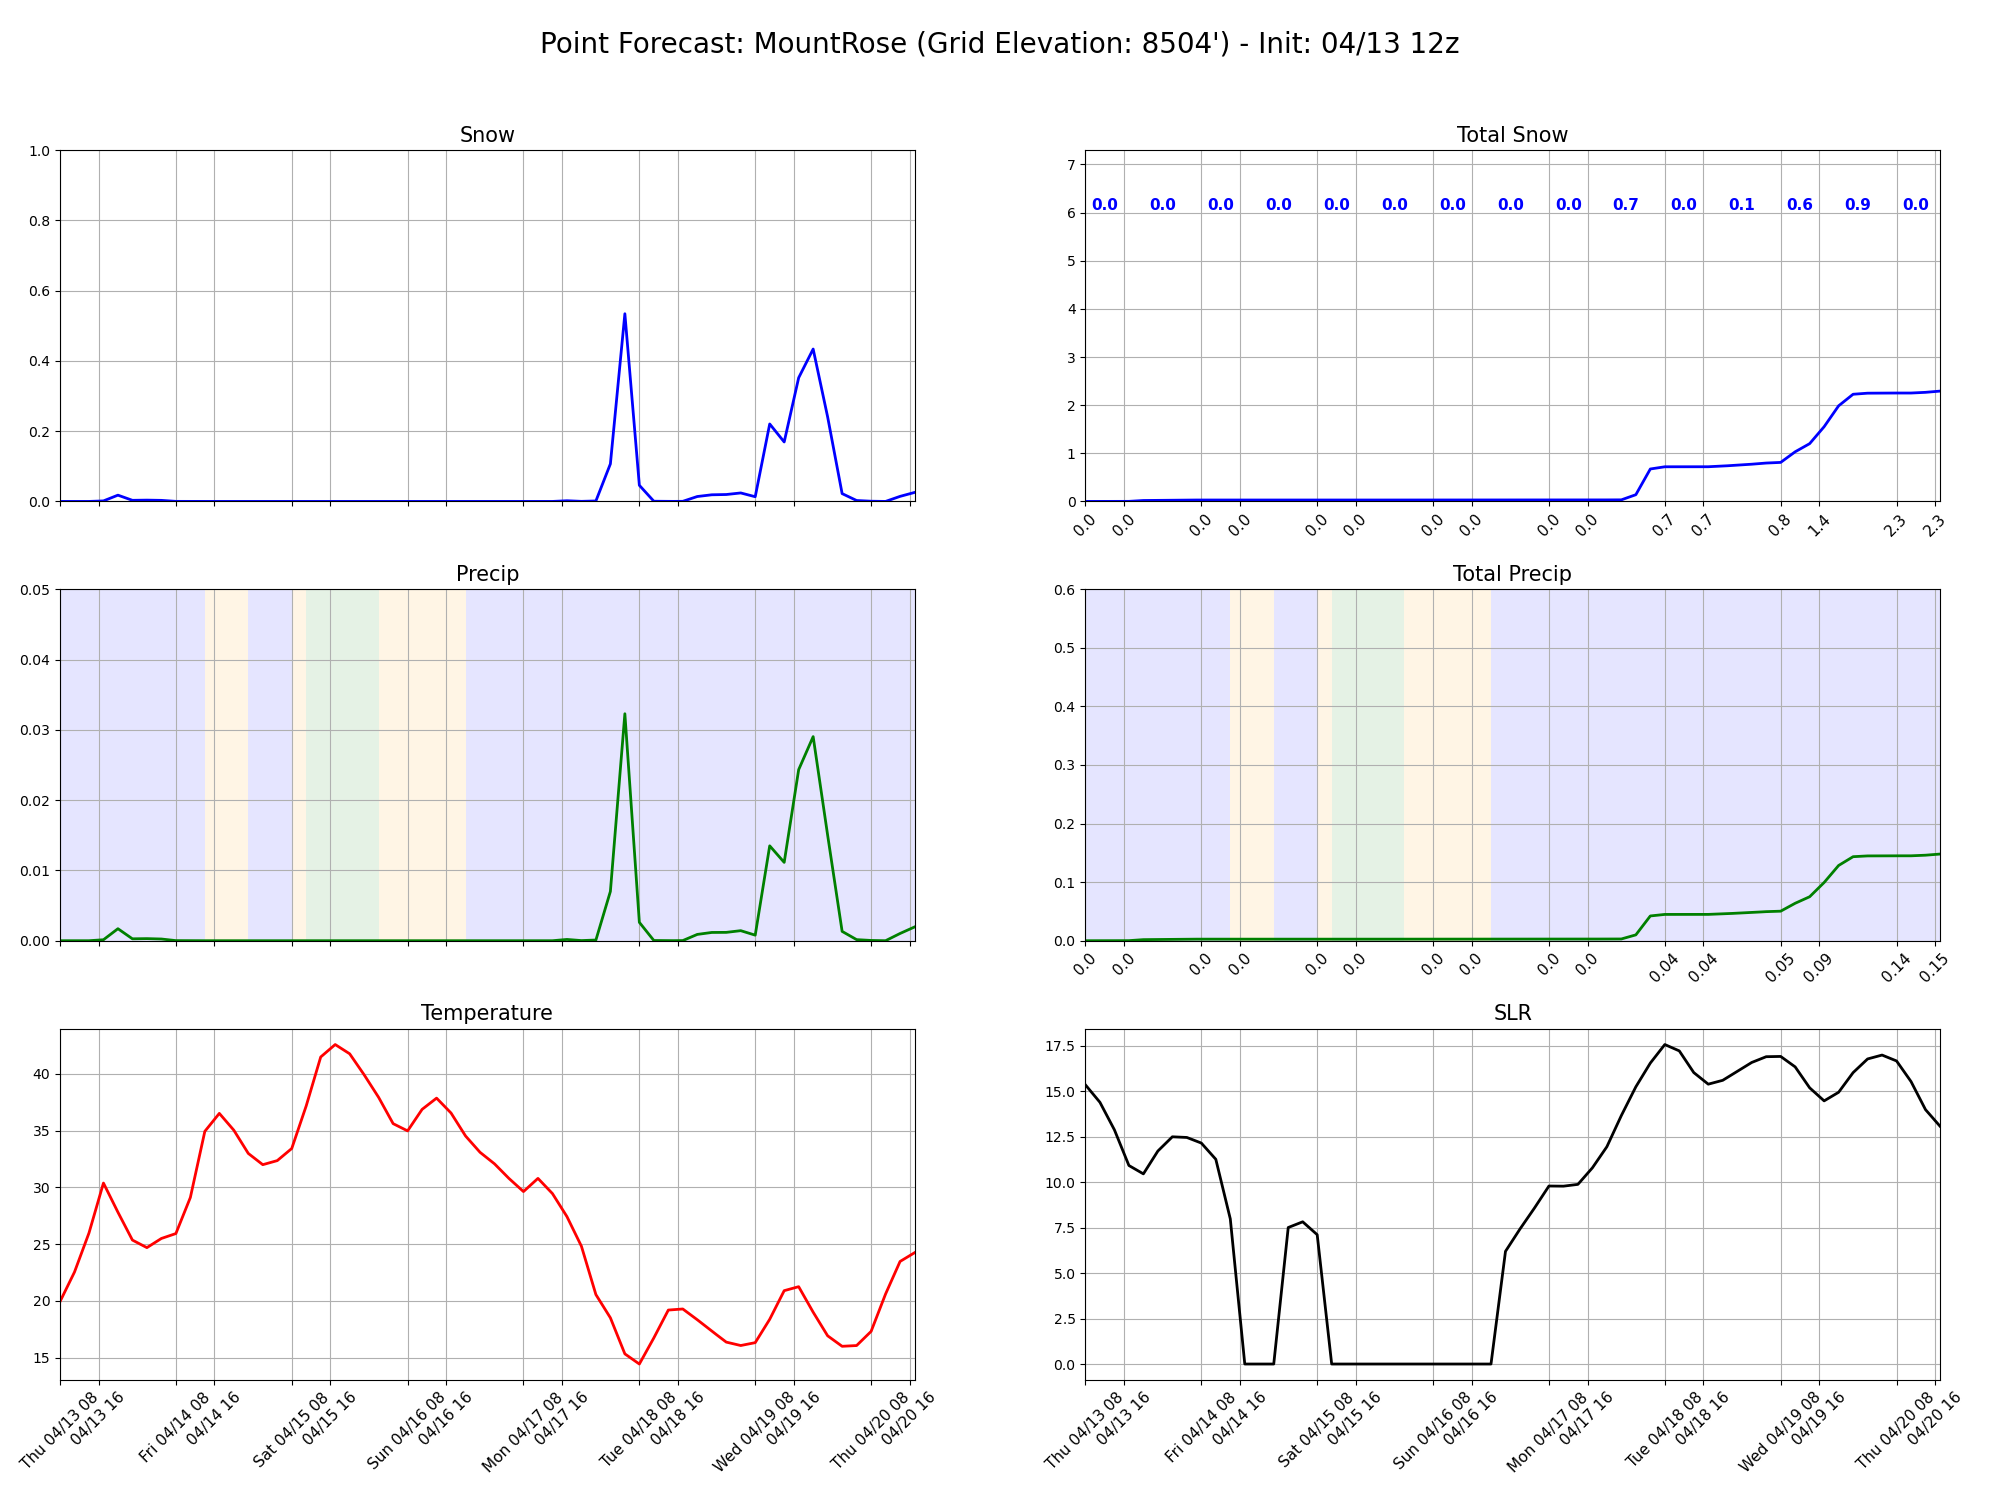 Point Forecast: MountRose (Grid Elevation: 8504') - Init: 04/13 12z
Snow
1.0
0.8
0.6
0.4
0.2
0.0
Total Snow
7
6
5
4
3
2
1
0
0.0 0.0 0.0 0.0 0.0 0.0 0.0 0.0 0.0 0.7 0.0 0.1 0.6 0.9 0.0
0.0 0.0 0.0 0.0 0.0 0.0 0.0 0.0 0.0 0.0 0.7 0.7 0.8 1.4 2.3 2.3
Precip
0.05
0.04
0.03
0.02
0.01
0.00
Total Precip
0.6
0.5
0.4
0.3
0.2
0.1
0.0
0.0 0.0 0.0 0.0 0.0 0.0 0.0 0.0 0.0 0.0 0.04 0.04 0.05 0.09 0.14 0.15
Temperature
40
35
30
25
20
15
Thu 04/13 08
04/13 16
Fri 04/14 08
04/14 16
Sat 04/15 08
04/15 16
Sun 04/16 08
04/16 16
Mon 04/17 08
04/17 16
Tue 04/18 08
04/18 16
Wed 04/19 08
04/19 16
Thu 04/20 08
04/20 16
SLR
17.5
15.0
12.5
10.0
7.5
5.0
2.5
0.0
Thu 04/13 08
04/13 16
Fri 04/14 08
04/14 16
Sat 04/15 08
04/15 16
Sun 04/16 08
04/16 16
Mon 04/17 08
04/17 16
Tue 04/18 08
04/18 16
Wed 04/19 08
04/19 16
Thu 04/20 08
04/20 16